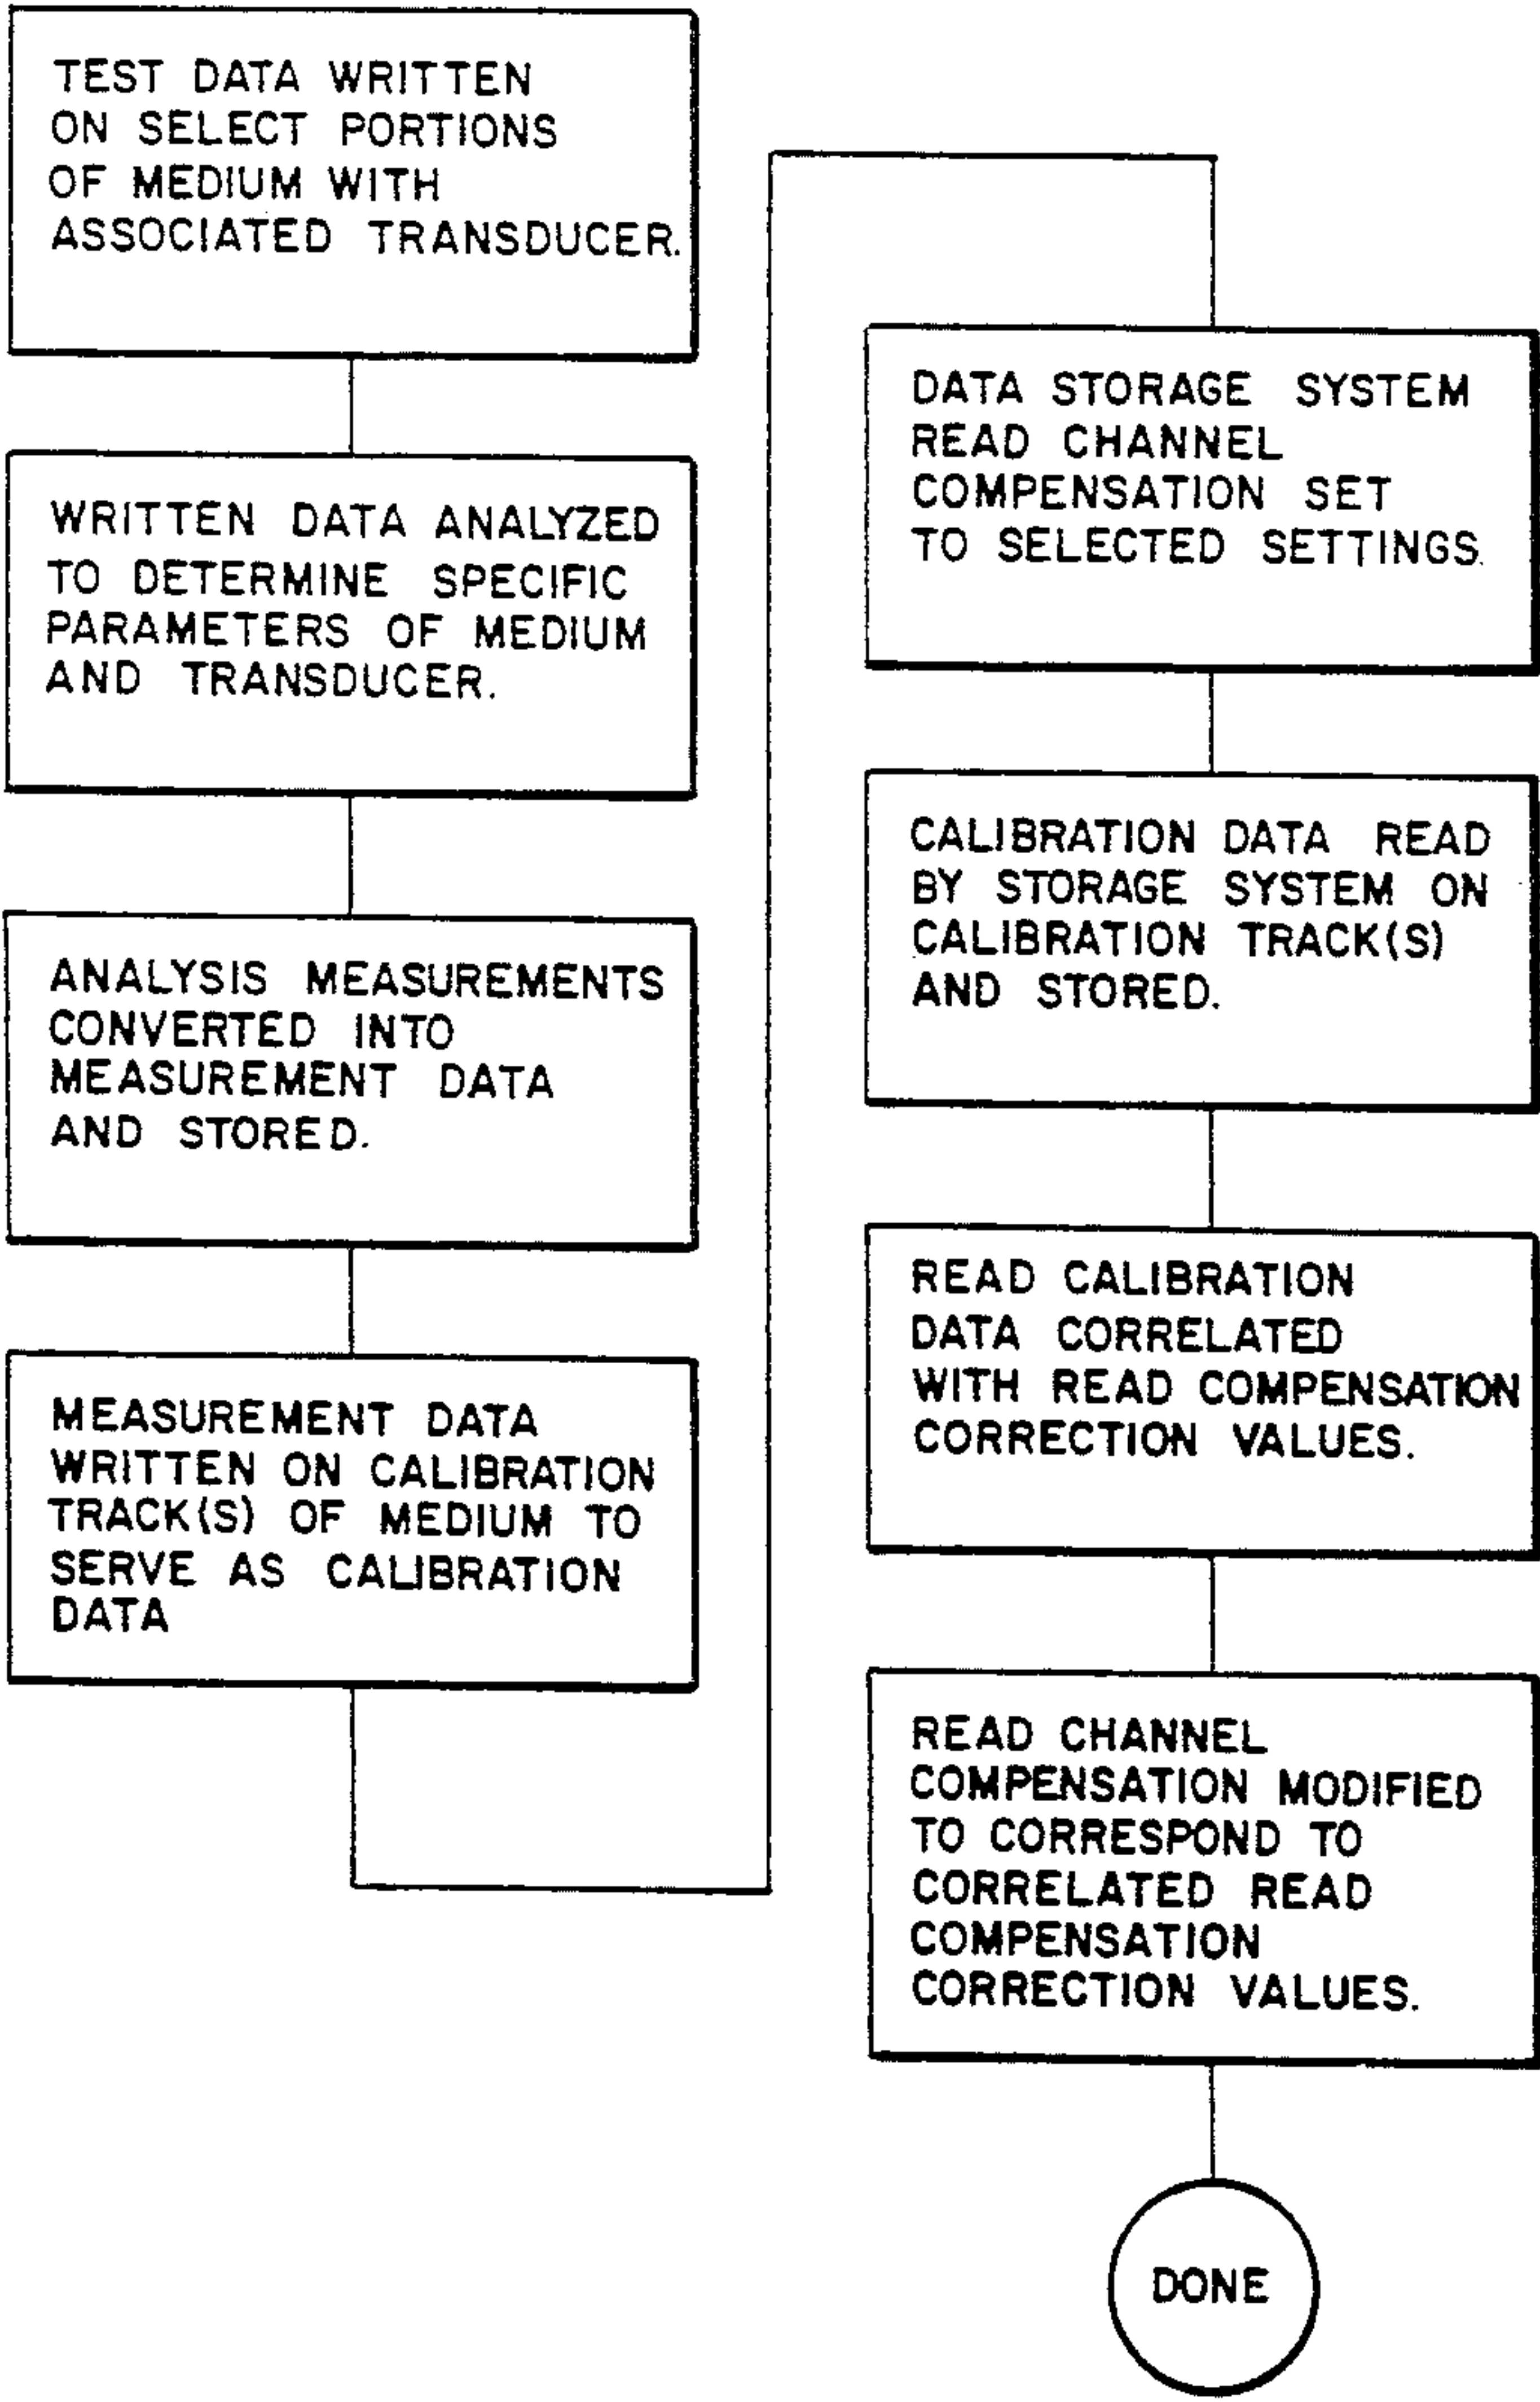 TEST DATA WRITTEN
ON SELECT PORTIONS
OF MEDIUM WITH
ASSOCIATED TRANSDUCER.
WRITTEN DATA ANALYZED
TO DETERMINE SPECIFIC
PARAMETERS OF MEDIUM
AND TRANSDUCER.
ANALYSIS MEASUREMENTS
CONVERTED INTO
MEASUREMENT DATA
AND STORED.
MEASUREMENT DATA
WRITTEN ON CALIBRATION
TRACK(S) OF MEDIUM TO
SERVE AS CALIBRATION
DATA
DATA STORAGE SYSTEM
READ CHANNEL
COMPENSATION SET
TO SELECTED SETTINGS.
CALIBRATION DATA READ
BY STORAGE SYSTEM ON
CALIBRATION TRACK(S)
AND STORED.
READ CALIBRATION
DATA CORRELATED
WITH READ COMPENSATION
CORRECTION VALUES.
READ CHANNEL
COMPENSATION MODIFIED
TO CORRESPOND TO
CORRELATED READ
COMPENSATION
CORRECTION VALUES.
DONE